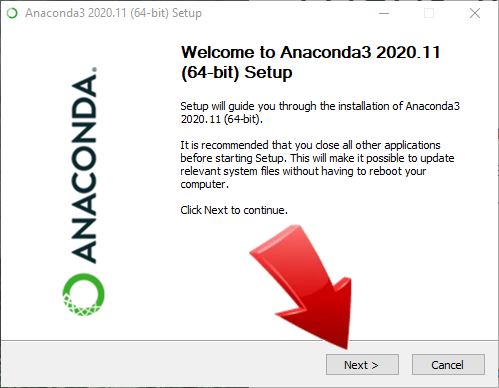 Anaconda3 2020.11 (64-bit) Setup
Welcome to Anaconda3 2020.11
(64-bit) Setup
Setup will guide you through the installation of Anaconda3
2020.11 (64-bit).
It is recommended that you close all other applications
before starting Setup. This will make it possible to update
relevant system files without having to reboot your
computer.
Click Next to continue.
ANACONDA.
Next >
Cancel